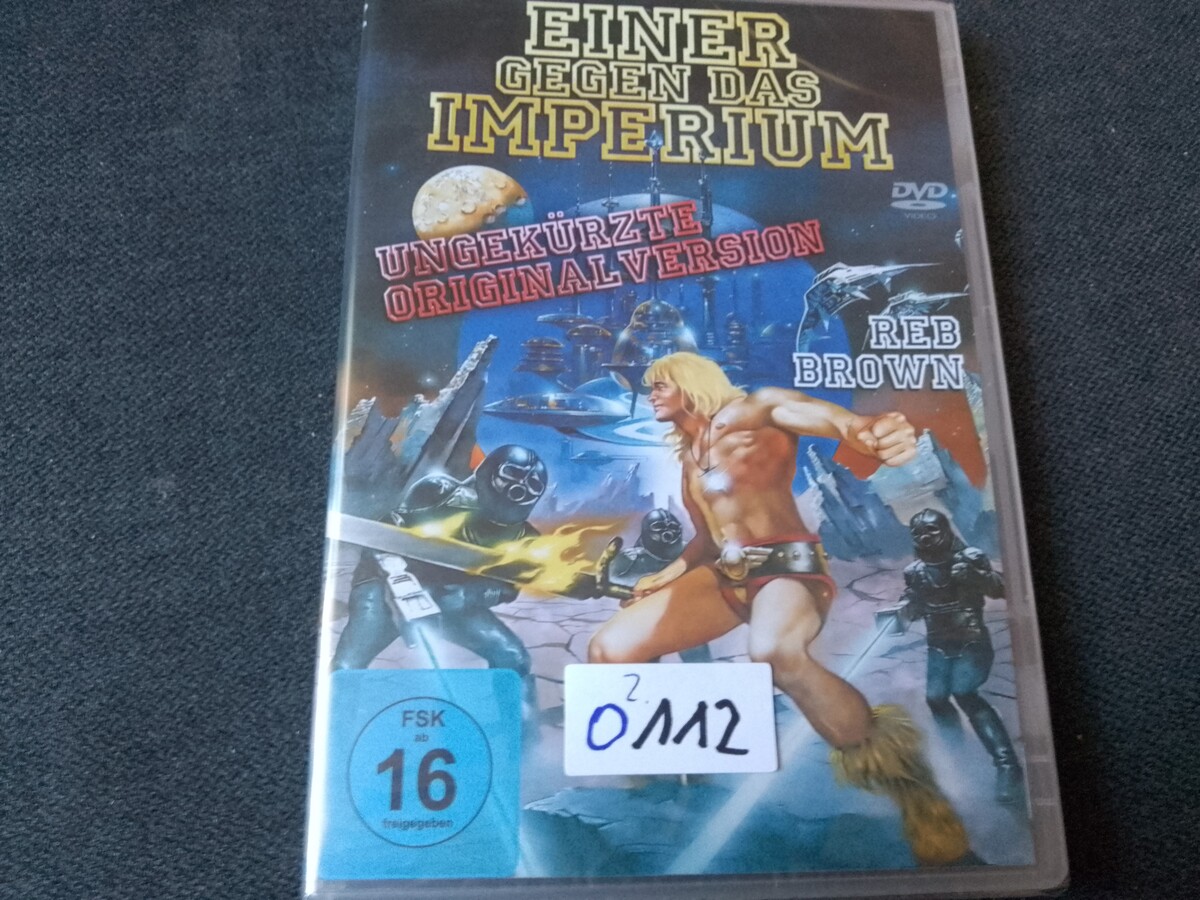 EINER
GEGEN DAS
IMPERIUM
DVD
VIDEO
UNGEKÜRZTE
ORIGINALVERSION
REB
BROWN
FSK
ab
16
freigegeben
2
0112